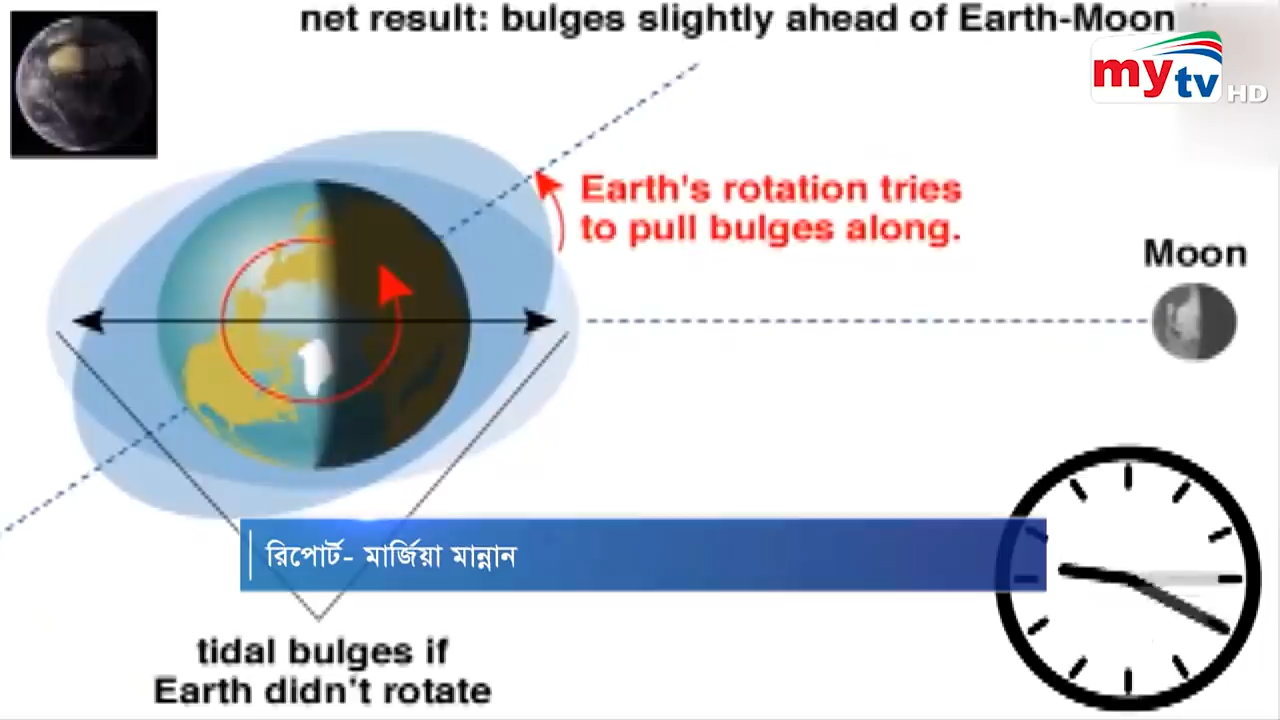 net result: bulges slightly ahead of Earth-Moon
mytv
HD
Earth's rotation tries
to pull bulges along.
Moon
রিপোর্ট- মার্জিয়া মান্নান
tidal bulges if
Earth didn't rotate